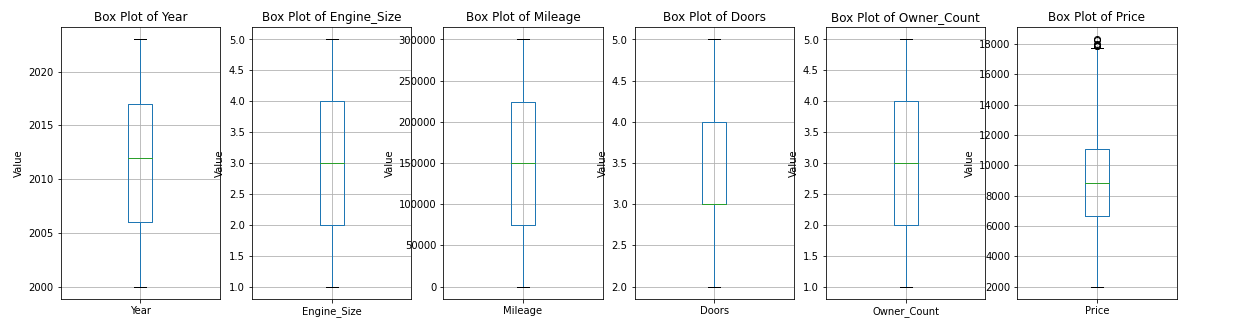 Box Plot of Year
Value
2020
2015
2010
2005
2000
Year
Box Plot of Engine_Size
Value
5.0
4.5
4.0
3.5
3.0
2.5
2.0
1.5
1.0
Engine_Size
Box Plot of Mileage
Value
300000
250000
200000
150000
100000
50000
0
Mileage
Box Plot of Doors
Value
5.0
4.5
4.0
3.5
3.0
2.5
2.0
Doors
Box Plot of Owner_Count
Value
5.0
4.5
4.0
3.5
3.0
2.5
2.0
1.5
1.0
Owner_Count
Box Plot of Price
Value
18000
16000
14000
12000
10000
8000
6000
4000
2000
Price